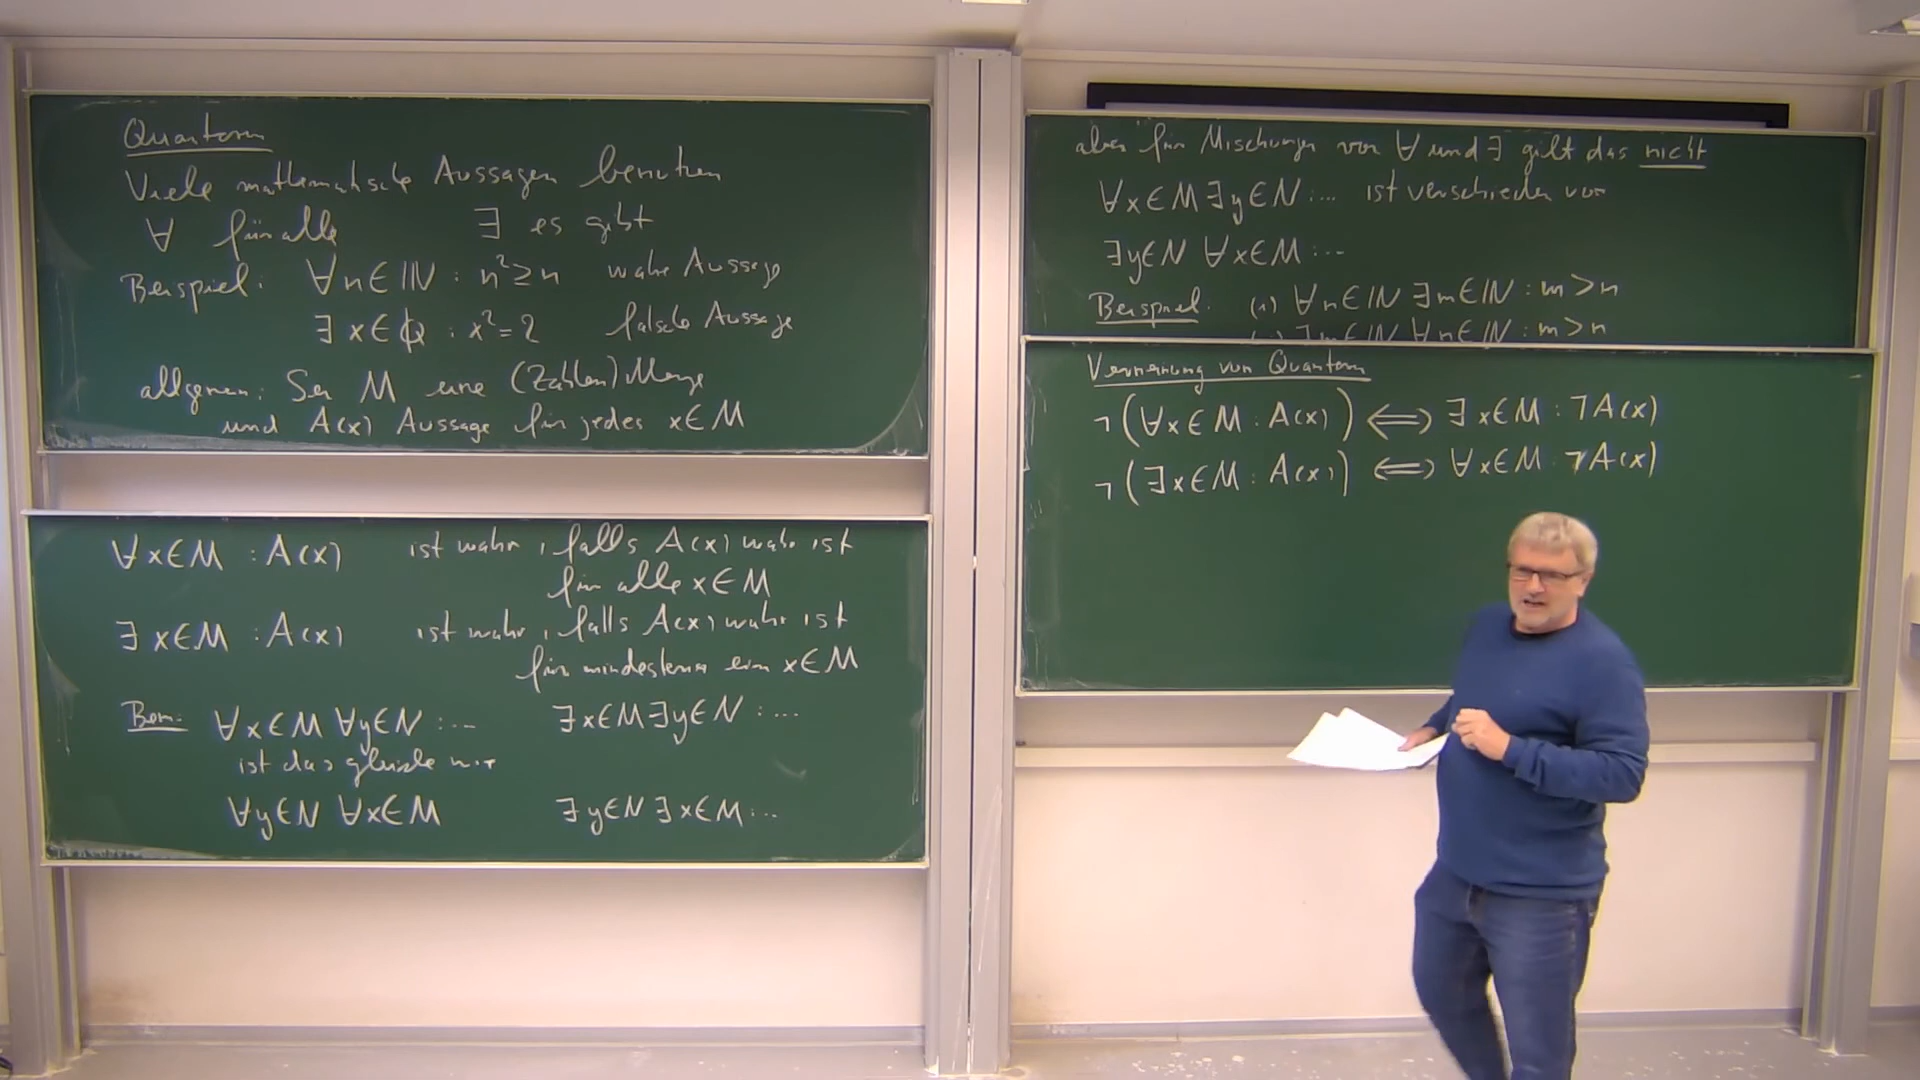 Quantoren
Viele mathematische Aussagen benutzen
∀ für alle ∃ es gibt
Beispiel: ∀n∈ℕ : n²≥n wahre Aussage
∃ x∈ℚ : x²=2 falsche Aussage
allgemein: Sei M eine (Zahlen)Menge
und A(x) Aussage für jedes x∈M
∀x∈M : A(x) ist wahr, falls A(x) wahr ist
für alle x∈M
∃ x∈M : A(x) ist wahr, falls A(x) wahr ist
für mindestens ein x∈M
Bem: ∀x∈M ∀y∈N : ... ∃x∈M ∃y∈N : ...
ist das gleiche wie
∀y∈N ∀x∈M ∃y∈N ∃x∈M : ...
aber für Mischungen von ∀ und ∃ gilt das nicht
∀x∈M ∃y∈N : ... ist verschieden von
∃y∈N ∀x∈M : ...
Beispiel: (1) ∀n∈ℕ ∃m∈ℕ : m>n
∃m∈ℕ ∀n∈ℕ : m>n
Verneinung von Quantoren
¬(∀x∈M : A(x)) ⟺ ∃x∈M : ¬A(x)
¬(∃x∈M : A(x)) ⟺ ∀x∈M : ¬A(x)